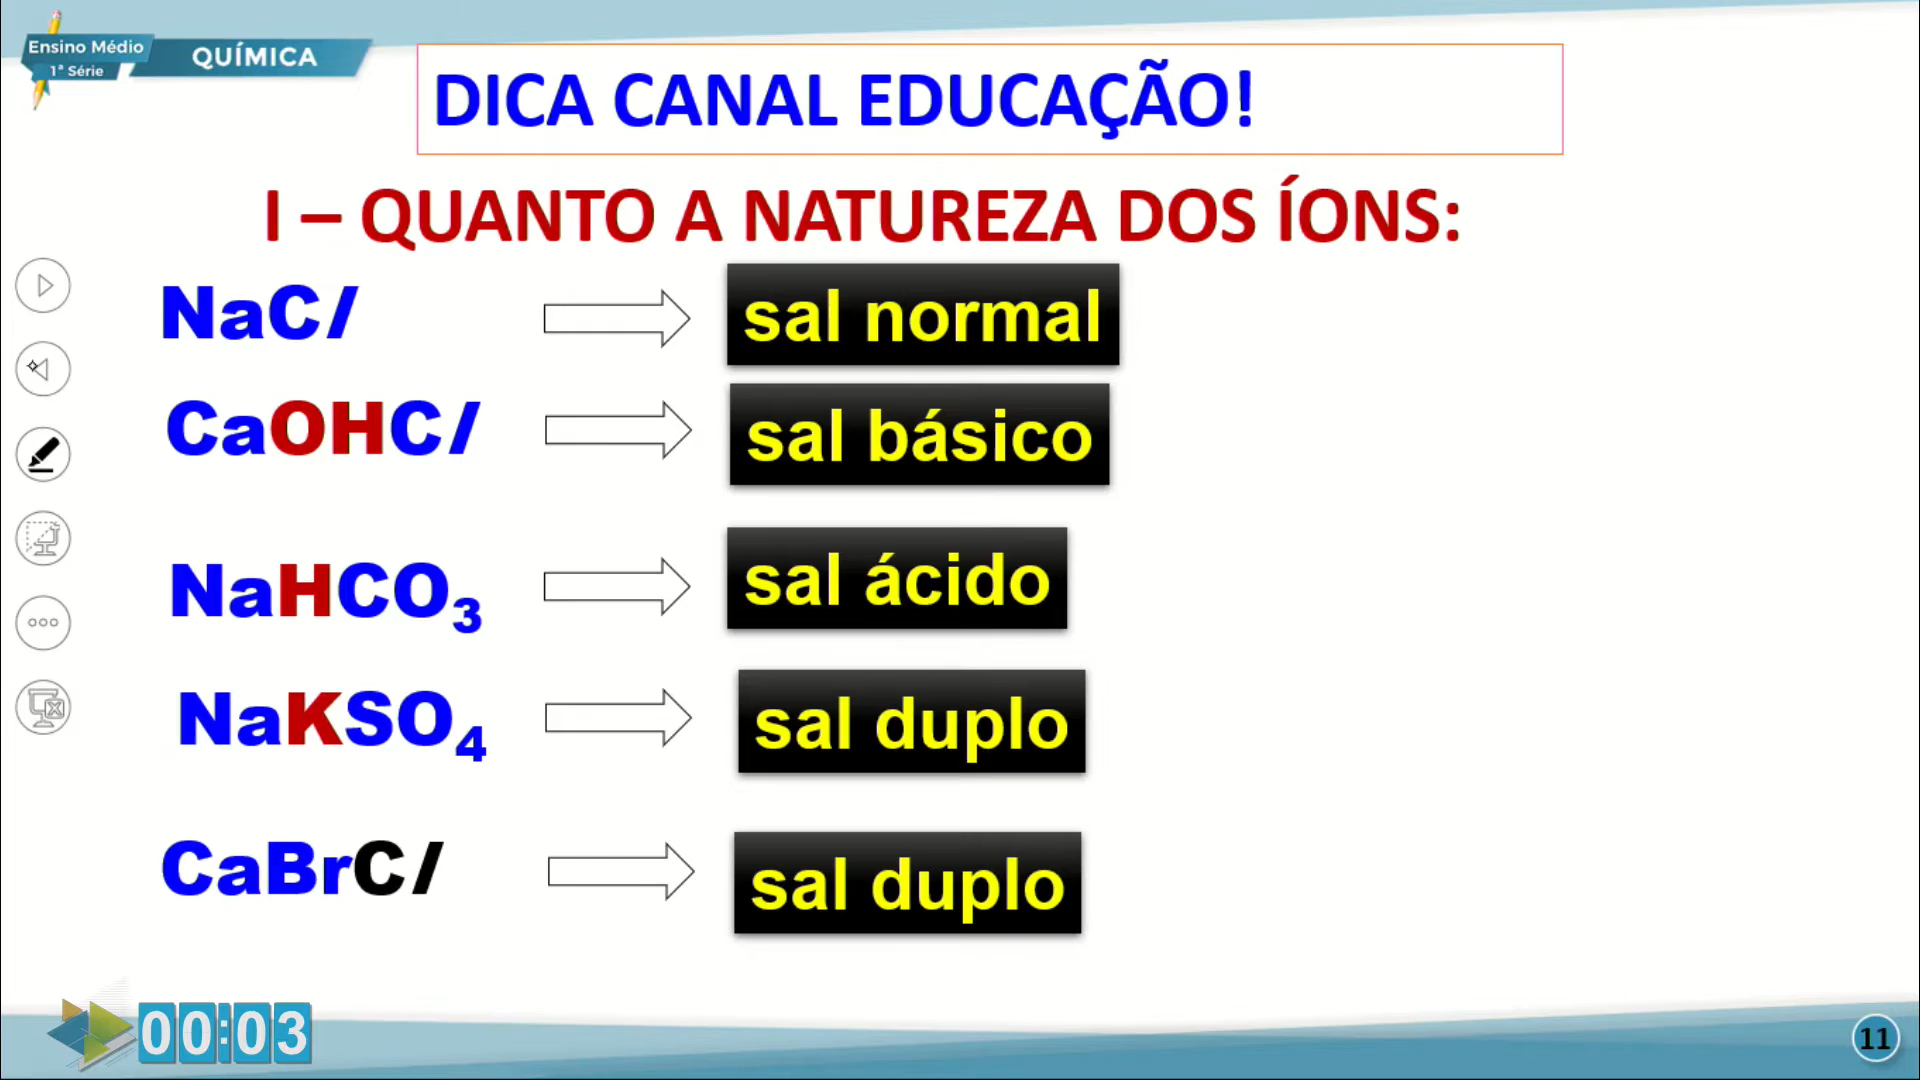 Ensino Médio
1ª Série
QUÍMICA
DICA CANAL EDUCAÇÃO!
I – QUANTO A NATUREZA DOS ÍONS:
NaCl
sal normal
CaOHCl
sal básico
NaHCO₃
sal ácido
NaKSO₄
sal duplo
CaBrCl
sal duplo
00:03
11